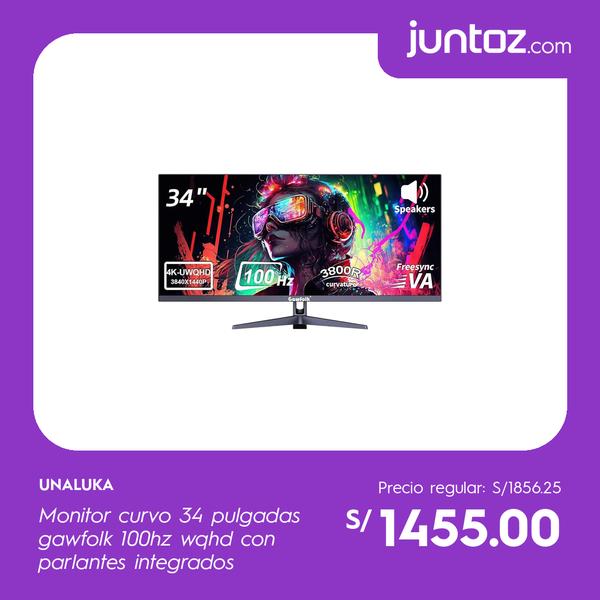 juntoz.com
34"
Speakers
4K-UWQHD
3840X1440P
100Hz
3800R
curvature
Freesync
VA
Gawfolk
UNALUKA
Precio regular: S/1856.25
Monitor curvo 34 pulgadas
gawfolk 100hz wqhd con
parlantes integrados
S/1455.00